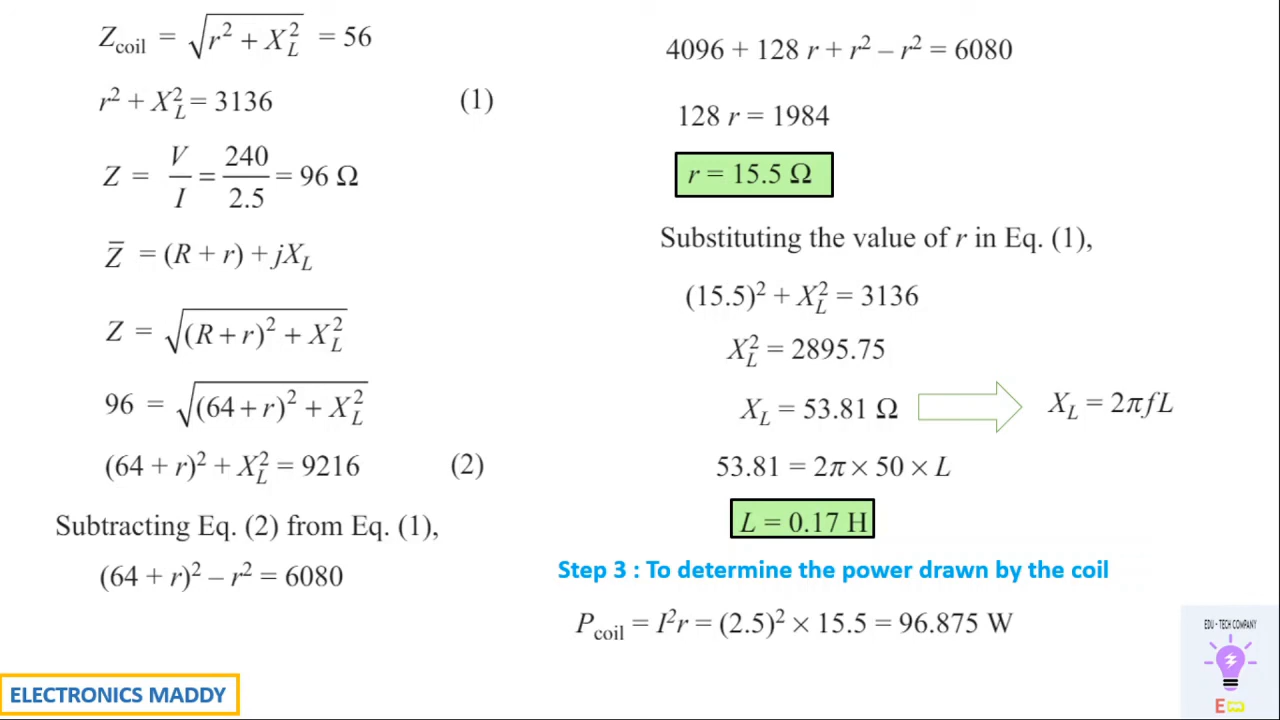 Z_coil = √(r² + X_L²) = 56
r² + X_L² = 3136 (1)
Z = V/I = 240/2.5 = 96 Ω
Z̅ = (R + r) + jX_L
Z = √((R + r)² + X_L²)
96 = √((64 + r)² + X_L²)
(64 + r)² + X_L² = 9216 (2)
Subtracting Eq. (2) from Eq. (1),
(64 + r)² – r² = 6080
4096 + 128 r + r² – r² = 6080
128 r = 1984
r = 15.5 Ω
Substituting the value of r in Eq. (1),
(15.5)² + X_L² = 3136
X_L² = 2895.75
X_L = 53.81 Ω X_L = 2πfL
53.81 = 2π × 50 × L
L = 0.17 H
Step 3 : To determine the power drawn by the coil
P_coil = I²r = (2.5)² × 15.5 = 96.875 W
ELECTRONICS MADDY
EDU - TECH COMPANY